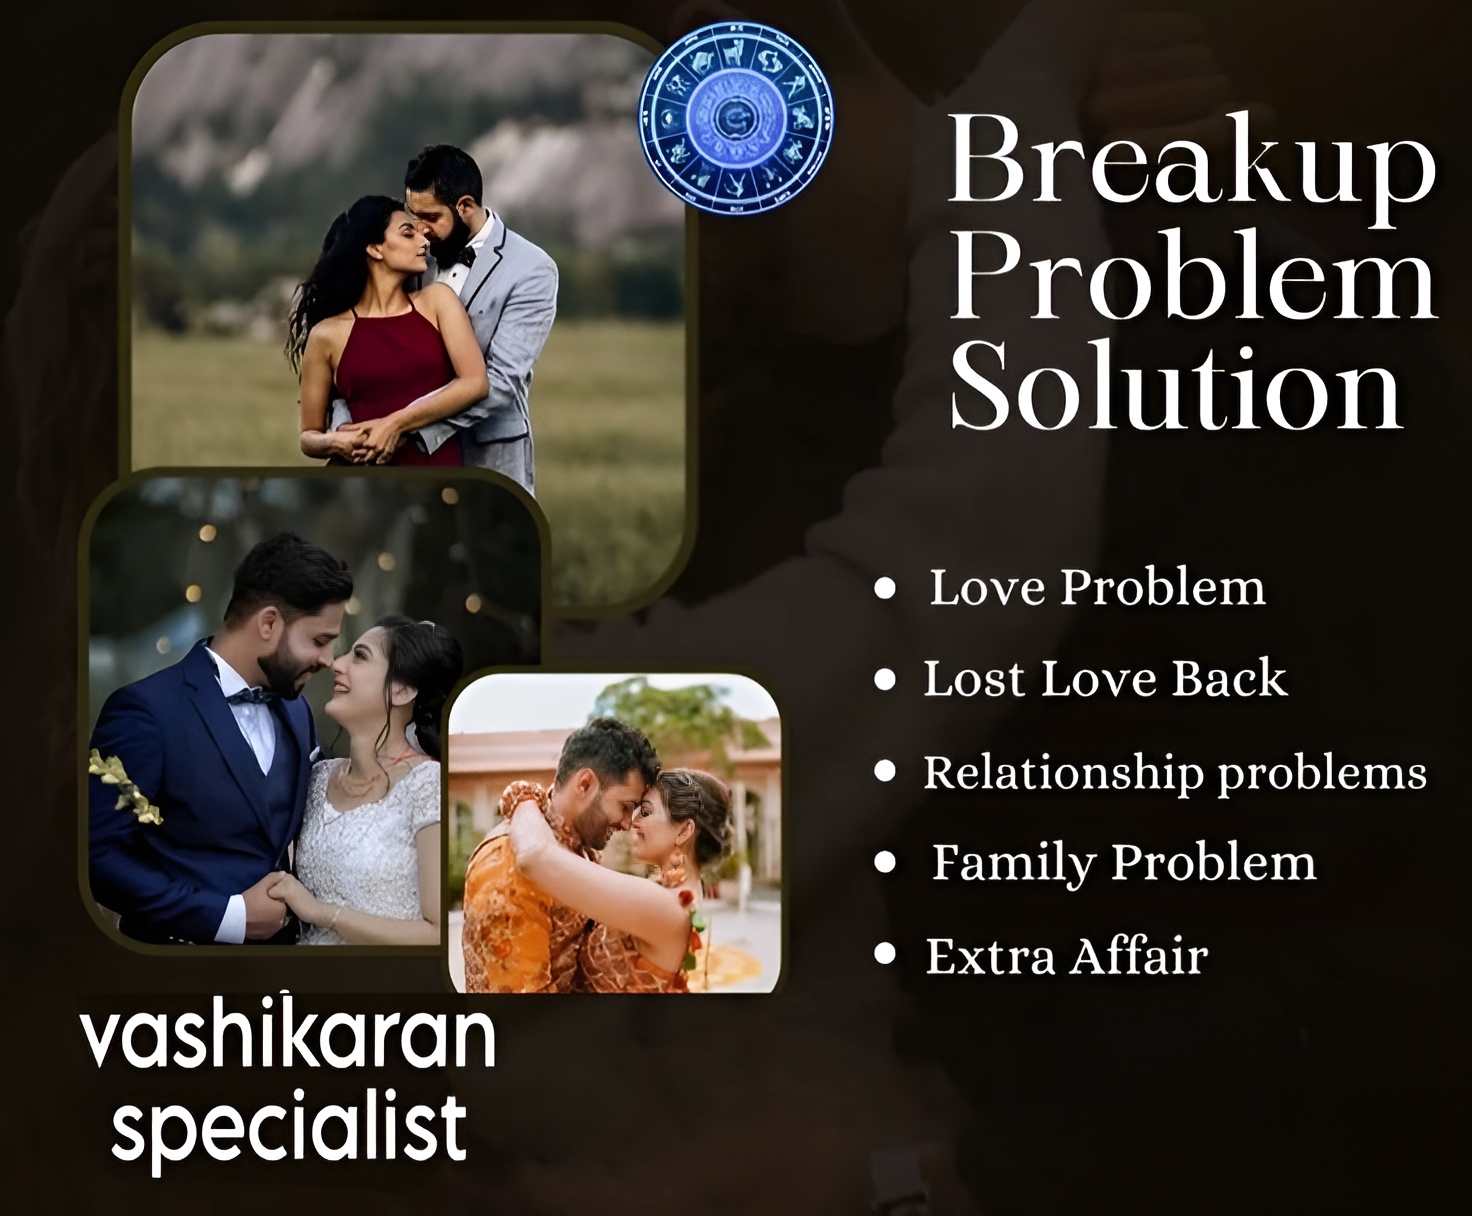 Breakup
Problem
Solution
• Love Problem
• Lost Love Back
• Relationship problems
• Family Problem
• Extra Affair
vashikaran
specialist